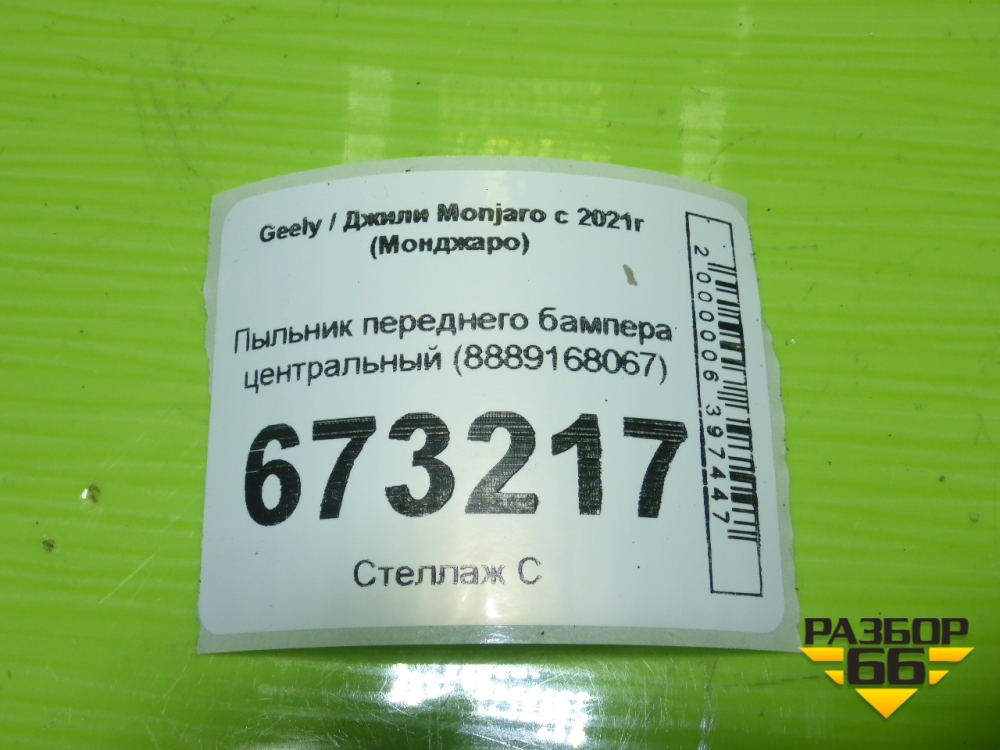 Geely / Джили Monjaro с 2021г
(Монджаро)
Пыльник переднего бампера
центральный (8889168067)
673217
Стеллаж С
2000006397447
РАЗБОР
66